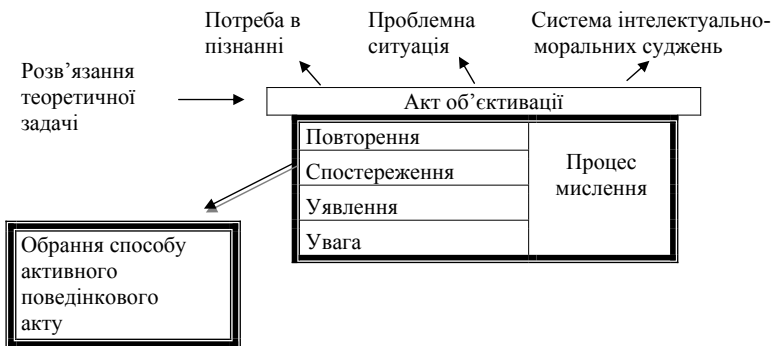 Потреба в
пізнанні
Проблемна
ситуація
Система інтелектуально-
моральних суджень
Розв’язання
теоретичної
задачі
Акт об’єктивації
Повторення
Спостереження
Уявлення
Увага
Процес
мислення
Обрання способу
активного
поведінкового
акту